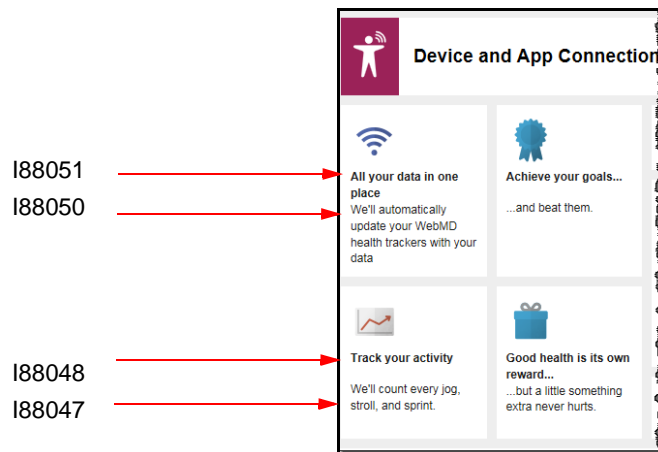 Device and App Connection
I88051
I88050
All your data in one
place
We'll automatically
update your WebMD
health trackers with your
data
Achieve your goals...
...and beat them.
I88048
I88047
Track your activity
We'll count every jog,
stroll, and sprint.
Good health is its own
reward...
...but a little something
extra never hurts.